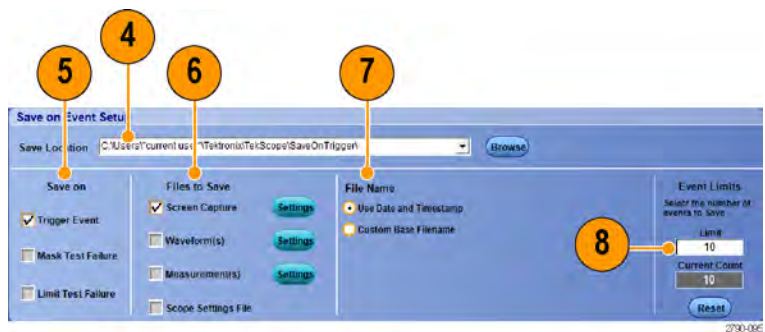 4
5
6
7
Save on Event Setup
Save Location
C:\Users\"current user"\Tektronix\TekScope\SaveOnTrigger\
Browse
Save on
Trigger Event
Mask Test Failure
Limit Test Failure
Files to Save
Screen Capture
Settings
Waveform(s)
Settings
Measurement(s)
Settings
Scope Settings File
File Name
Use Date and Timestamp
Custom Base Filename
8
Event Limits
Select the number of
events to Save
Limit
10
Current Count
10
Reset
2790-095